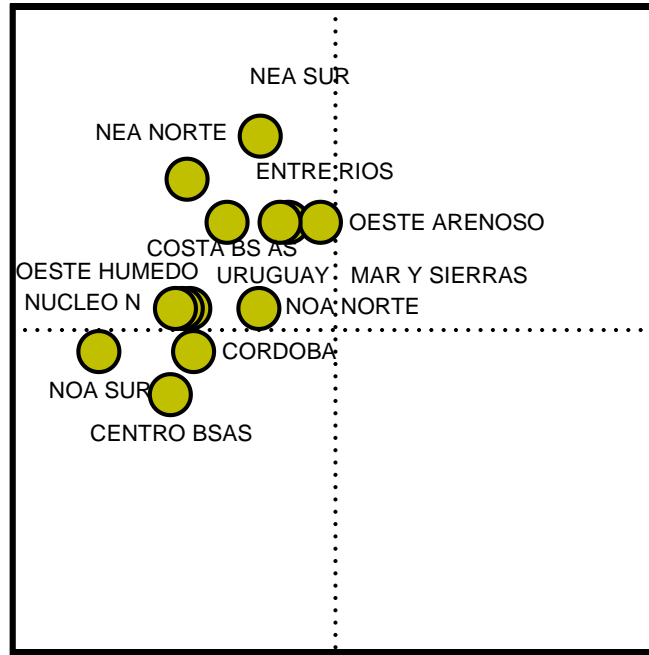 NEA SUR
NEA NORTE
ENTRE RIOS
OESTE ARENOSO
COSTA BS AS
OESTE HUMEDO
URUGUAY
MAR Y SIERRAS
NUCLEO N
NOA NORTE
CORDOBA
NOA SUR
CENTRO BSAS